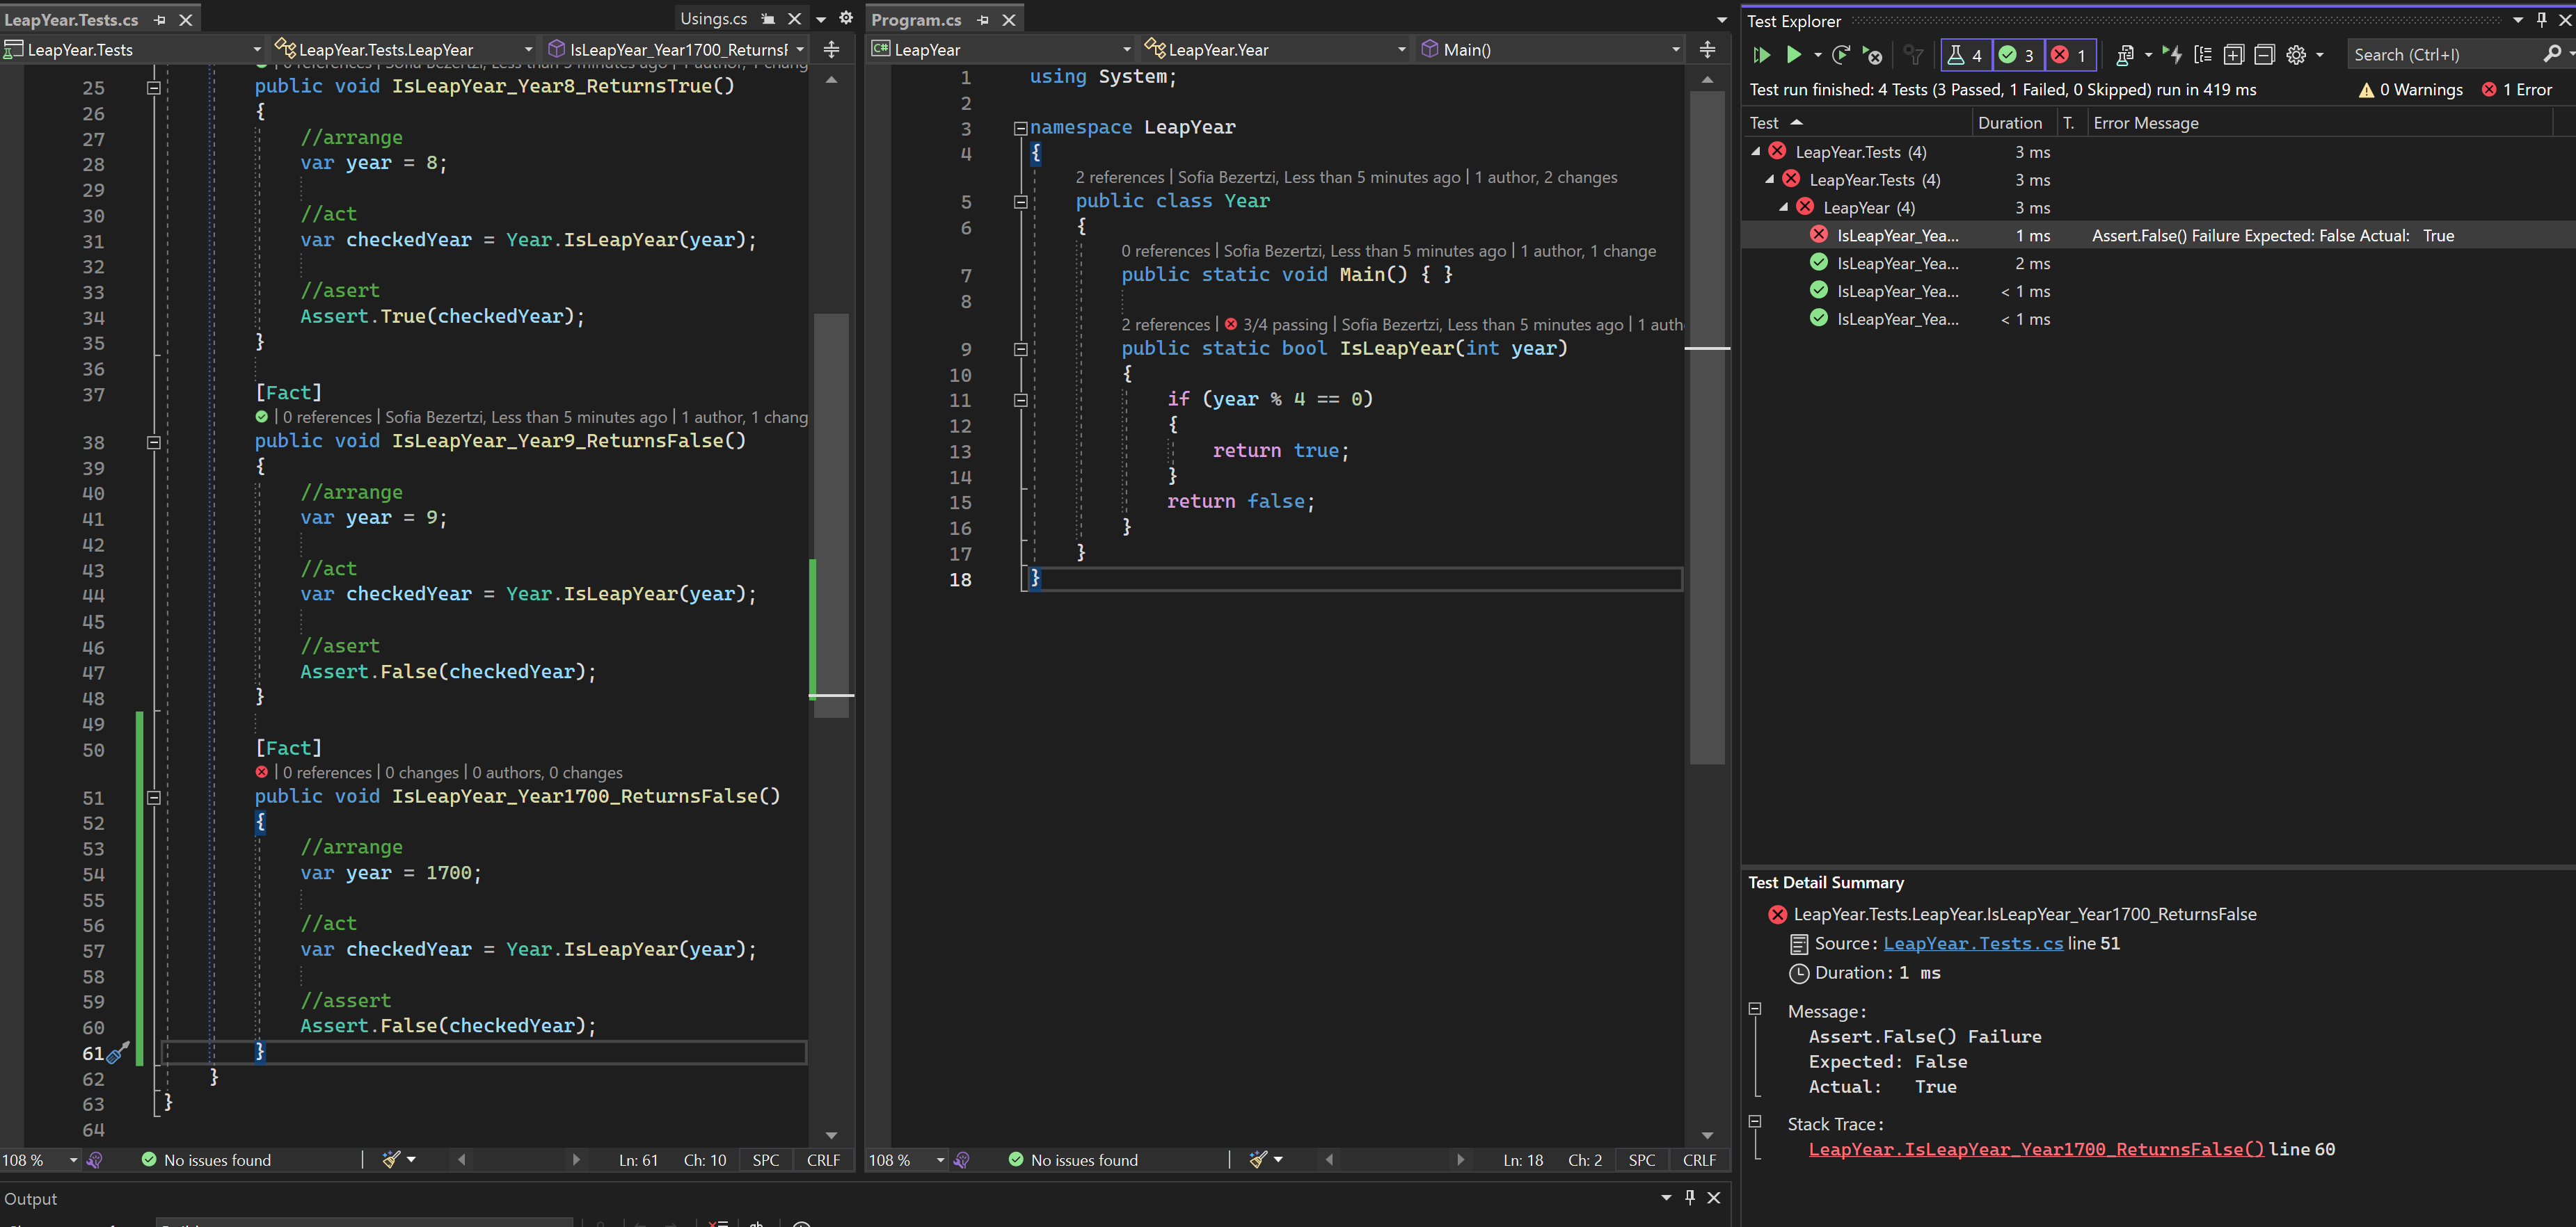 LeapYear.Tests.cs
Usings.cs
LeapYear.Tests
LeapYear.Tests.LeapYear
IsLeapYear_Year1700_Returns
25 public void IsLeapYear_Year8_ReturnsTrue()
26 {
27 //arrange
28 var year = 8;
29
30 //act
31 var checkedYear = Year.IsLeapYear(year);
32
33 //asert
34 Assert.True(checkedYear);
35 }
36
37 [Fact]
| 0 references | Sofia Bezertzi, Less than 5 minutes ago | 1 author, 1 chang
38 public void IsLeapYear_Year9_ReturnsFalse()
39 {
40 //arrange
41 var year = 9;
42
43 //act
44 var checkedYear = Year.IsLeapYear(year);
45
46 //asert
47 Assert.False(checkedYear);
48 }
49
50 [Fact]
| 0 references | 0 changes | 0 authors, 0 changes
51 public void IsLeapYear_Year1700_ReturnsFalse()
52 {
53 //arrange
54 var year = 1700;
55
56 //act
57 var checkedYear = Year.IsLeapYear(year);
58
59 //assert
60 Assert.False(checkedYear);
61 }
62 }
63 }
64
108 % No issues found Ln: 61 Ch: 10 SPC CRLF
Program.cs
LeapYear
LeapYear.Year
Main()
1 using System;
2
3 namespace LeapYear
4 {
2 references | Sofia Bezertzi, Less than 5 minutes ago | 1 author, 2 changes
5 public class Year
6 {
0 references | Sofia Bezertzi, Less than 5 minutes ago | 1 author, 1 change
7 public static void Main() { }
8
2 references | 3/4 passing | Sofia Bezertzi, Less than 5 minutes ago | 1 auth
9 public static bool IsLeapYear(int year)
10 {
11 if (year % 4 == 0)
12 {
13 return true;
14 }
15 return false;
16 }
17 }
18 }
108 % No issues found Ln: 18 Ch: 2 SPC CRLF
Output
Test Explorer
4 3 1
Search (Ctrl+I)
Test run finished: 4 Tests (3 Passed, 1 Failed, 0 Skipped) run in 419 ms
0 Warnings 1 Error
Test Duration T. Error Message
LeapYear.Tests (4) 3 ms
LeapYear.Tests (4) 3 ms
LeapYear (4) 3 ms
IsLeapYear_Yea... 1 ms Assert.False() Failure Expected: False Actual: True
IsLeapYear_Yea... 2 ms
IsLeapYear_Yea... < 1 ms
IsLeapYear_Yea... < 1 ms
Test Detail Summary
LeapYear.Tests.LeapYear.IsLeapYear_Year1700_ReturnsFalse
Source: LeapYear.Tests.cs line 51
Duration: 1 ms
Message:
Assert.False() Failure
Expected: False
Actual: True
Stack Trace:
LeapYear.IsLeapYear_Year1700_ReturnsFalse() line 60